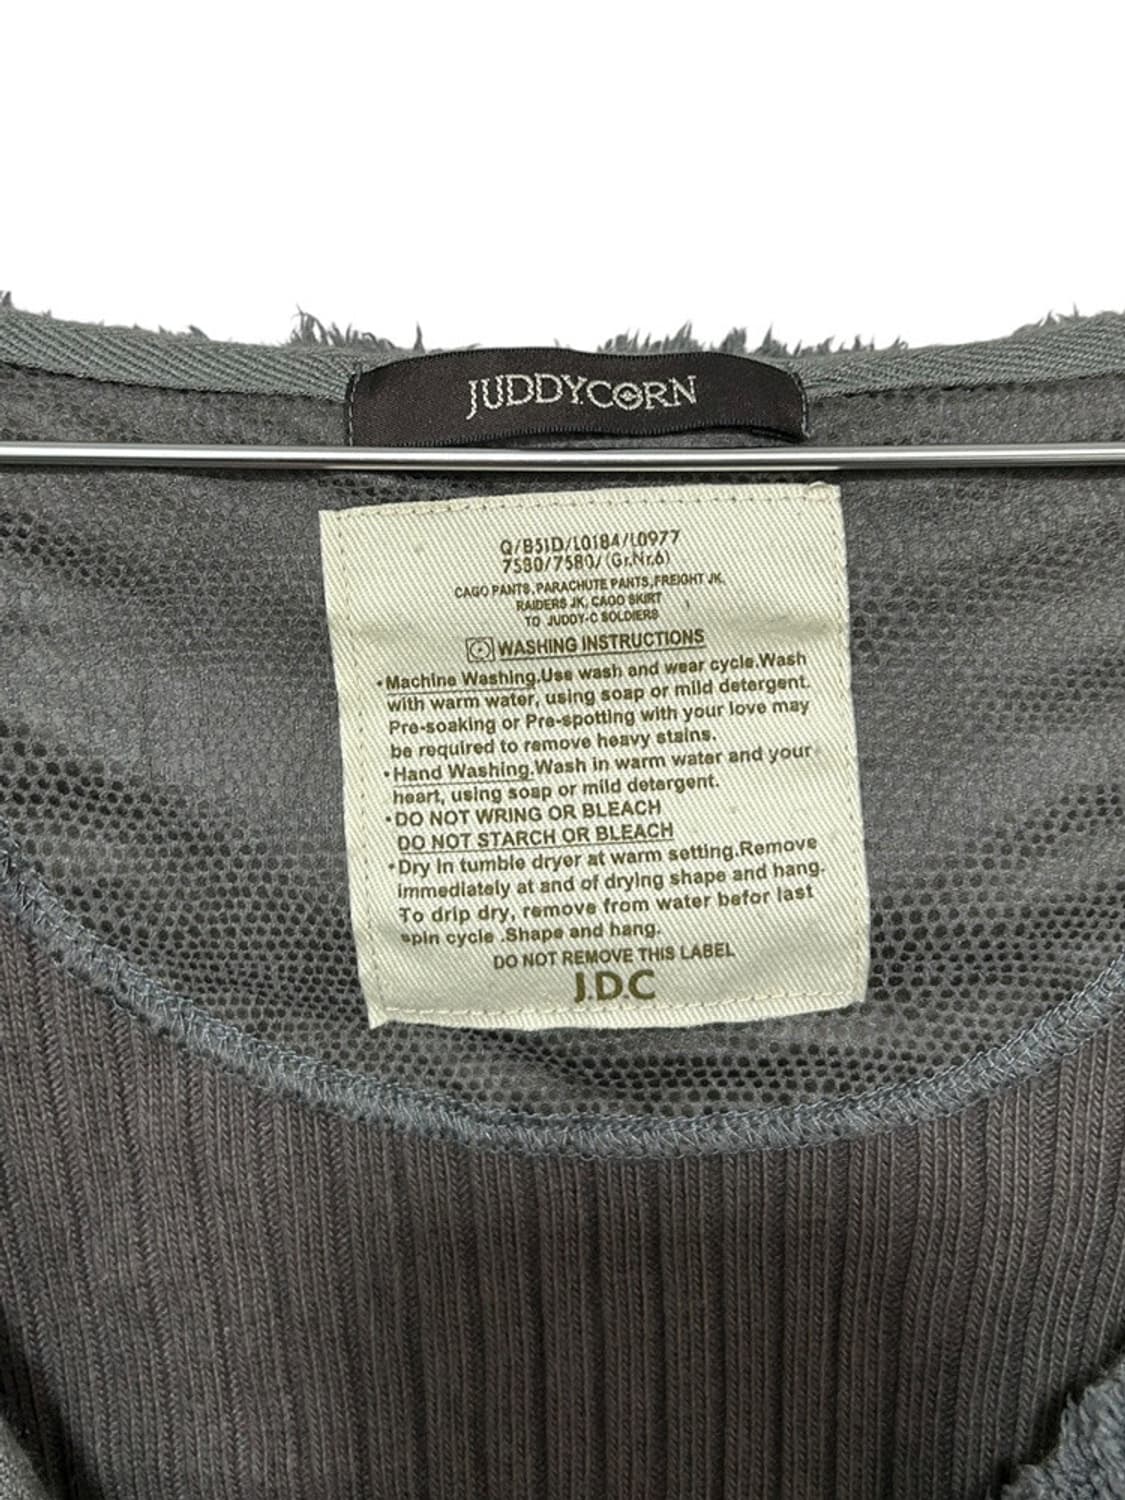 JUDDYCORN
Q/B51D/L0184/L0977
7580/7580/(Gr.Nr.6)
CAGO PANTS, PARACHUTE PANTS, FREIGHT JK,
RAIDERS JK, CAGO SKIRT
TO JUDDY-C SOLDIERS
WASHING INSTRUCTIONS
•Machine Washing.Use wash and wear cycle.Wash
with warm water, using soap or mild detergent.
Pre-soaking or Pre-spotting with your love may
be required to remove heavy stains.
•Hand Washing.Wash in warm water and your
heart, using soap or mild detergent.
•DO NOT WRING OR BLEACH
DO NOT STARCH OR BLEACH
•Dry in tumble dryer at warm setting.Remove
immediately at and of drying shape and hang.
To drip dry, remove from water befor last
spin cycle .Shape and hang.
DO NOT REMOVE THIS LABEL
J.D.C